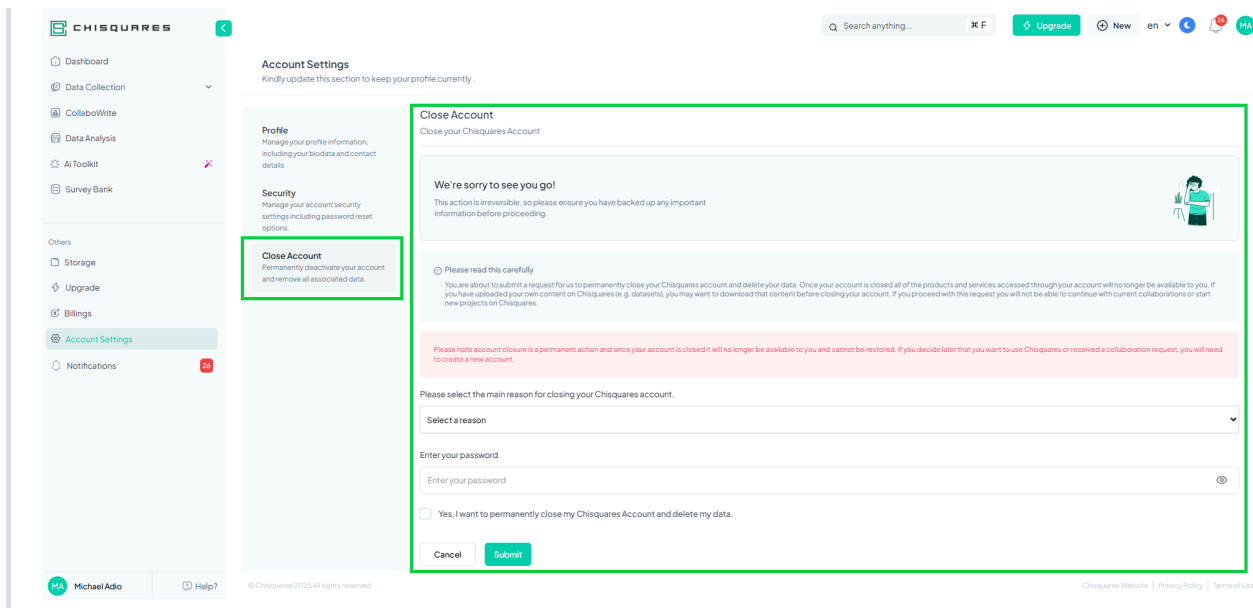 CHISQUARES
Search anything...
⌘ F
Upgrade
New
en
26
MA
Dashboard
Data Collection
CollaboWrite
Data Analysis
Ai Toolkit
Survey Bank
Others
Storage
Upgrade
Billings
Account Settings
Notifications
26
MA
Michael Adio
Help?
Account Settings
Kindly update this section to keep your profile currently .
Profile
Manage your profile information,
including your biodata and contact
details
Security
Manage your account security
settings including password reset
options.
Close Account
Permanently deactivate your account
and remove all associated data.
Close Account
Close your Chisquares Account
We're sorry to see you go!
This action is irreversible, so please ensure you have backed up any important
information before proceeding.
Please read this carefully
You are about to submit a request for us to permanently close your Chisquares account and delete your data. Once your account is closed all of the products and services accessed through your account will no longer be available to you. If
you have uploaded your own content on Chisquares (e.g. datasets), you may want to download that content before closing your account. If you proceed with this request you will not be able to continue with current collaborations or start
new projects on Chisquares.
Please note account closure is a permanent action and once your account is closed it will no longer be available to you and cannot be restored. If you decide later that you want to use Chisquares or received a collaboration request, you will need
to create a new account.
Please select the main reason for closing your Chisquares account.
Select a reason
Enter your password
Enter your password
Yes, I want to permanently close my Chisquares Account and delete my data.
Cancel
Submit
© Chisquares 2025 All rights reserved
Chisquares Website | Privacy Policy | Terms of Use